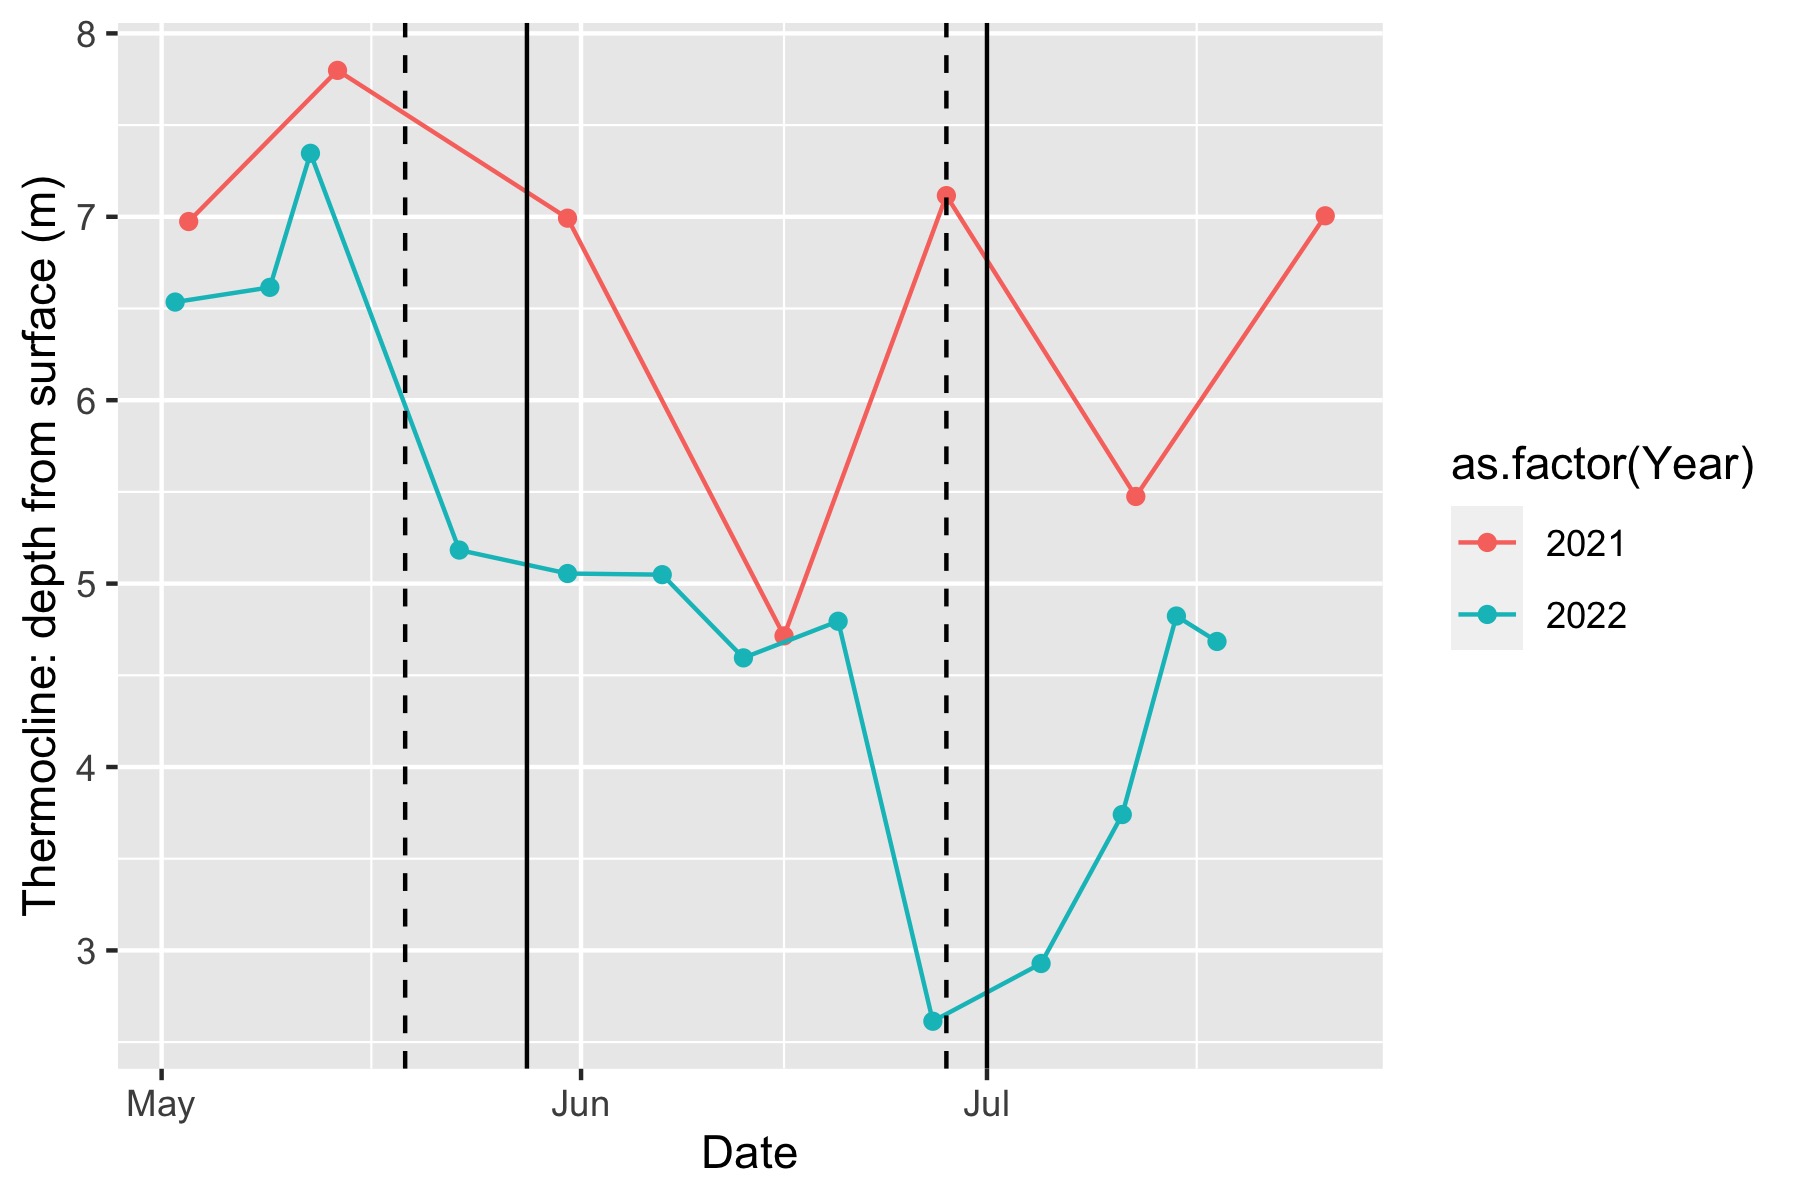 8
7
6
5
4
3
Thermocline: depth from surface (m)
May
Jun
Jul
Date
as.factor(Year)
2021
2022